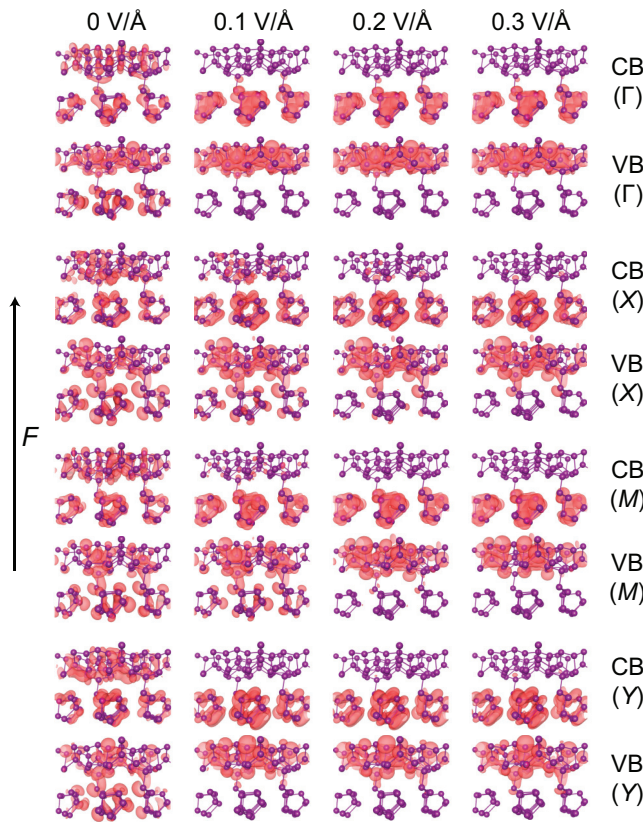 0 V/Å 0.1 V/Å 0.2 V/Å 0.3 V/Å
CB
(Γ)
VB
(Γ)
CB
(X)
VB
(X)
F
CB
(M)
VB
(M)
CB
(Y)
VB
(Y)